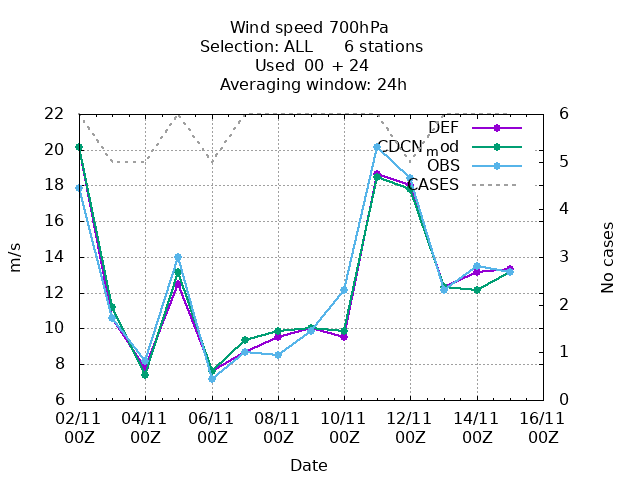 Wind speed 700hPa
Selection: ALL 6 stations
Used 00 + 24
Averaging window: 24h
DEF
CDCN_mod
OBS
CASES
22
20
18
16
14
12
10
8
6
m/s
6
5
4
3
2
1
0
No cases
02/11 04/11 06/11 08/11 10/11 12/11 14/11 16/11
00Z 00Z 00Z 00Z 00Z 00Z 00Z 00Z
Date